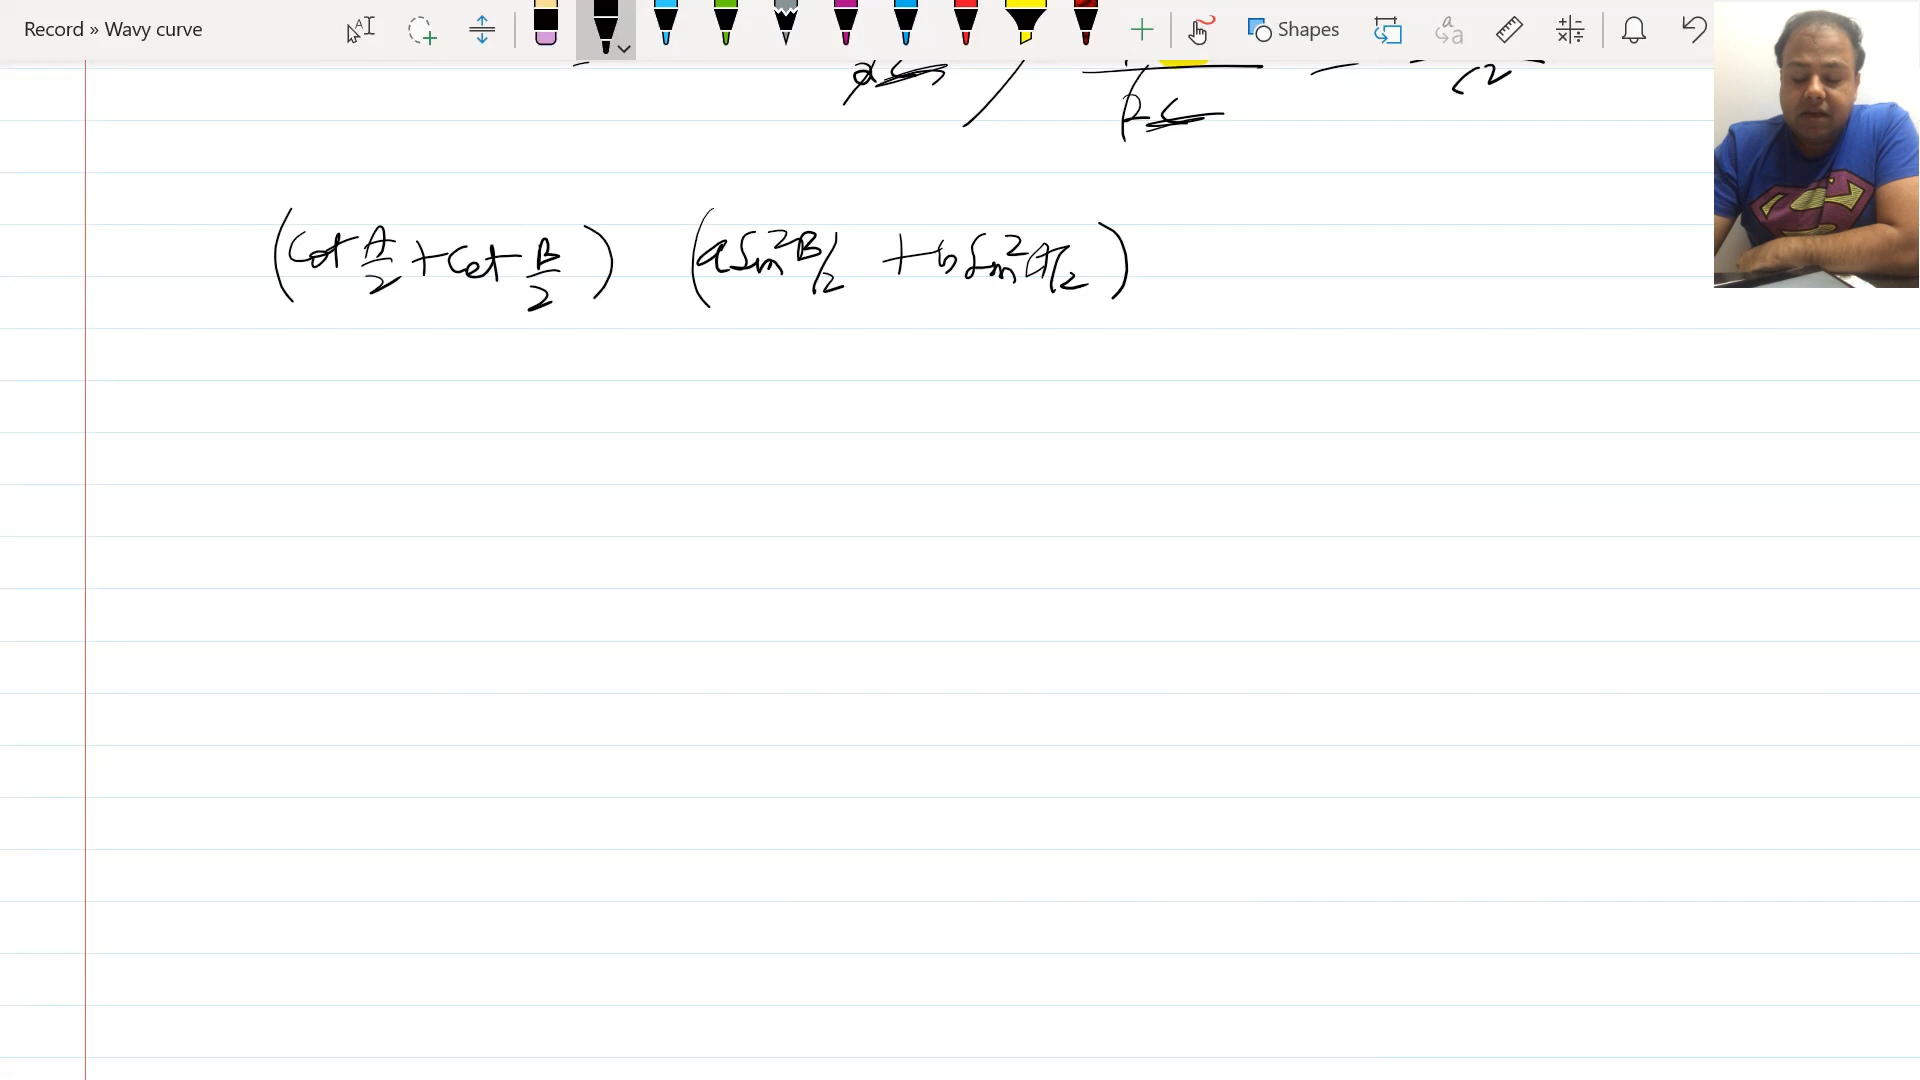 Record » Wavy curve
Shapes
(cot A/2 + cot B/2) (a sin²B/2 + b sin²A/2)